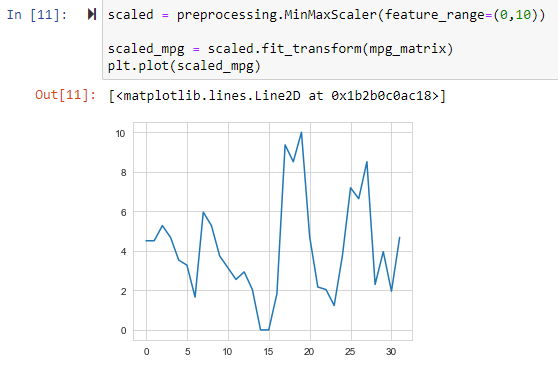 In [11]:
scaled = preprocessing.MinMaxScaler(feature_range=(0,10))
scaled_mpg = scaled.fit_transform(mpg_matrix)
plt.plot(scaled_mpg)
Out[11]: [<matplotlib.lines.Line2D at 0x1b2b0c0ac18>]
10
8
6
4
2
0
0 5 10 15 20 25 30